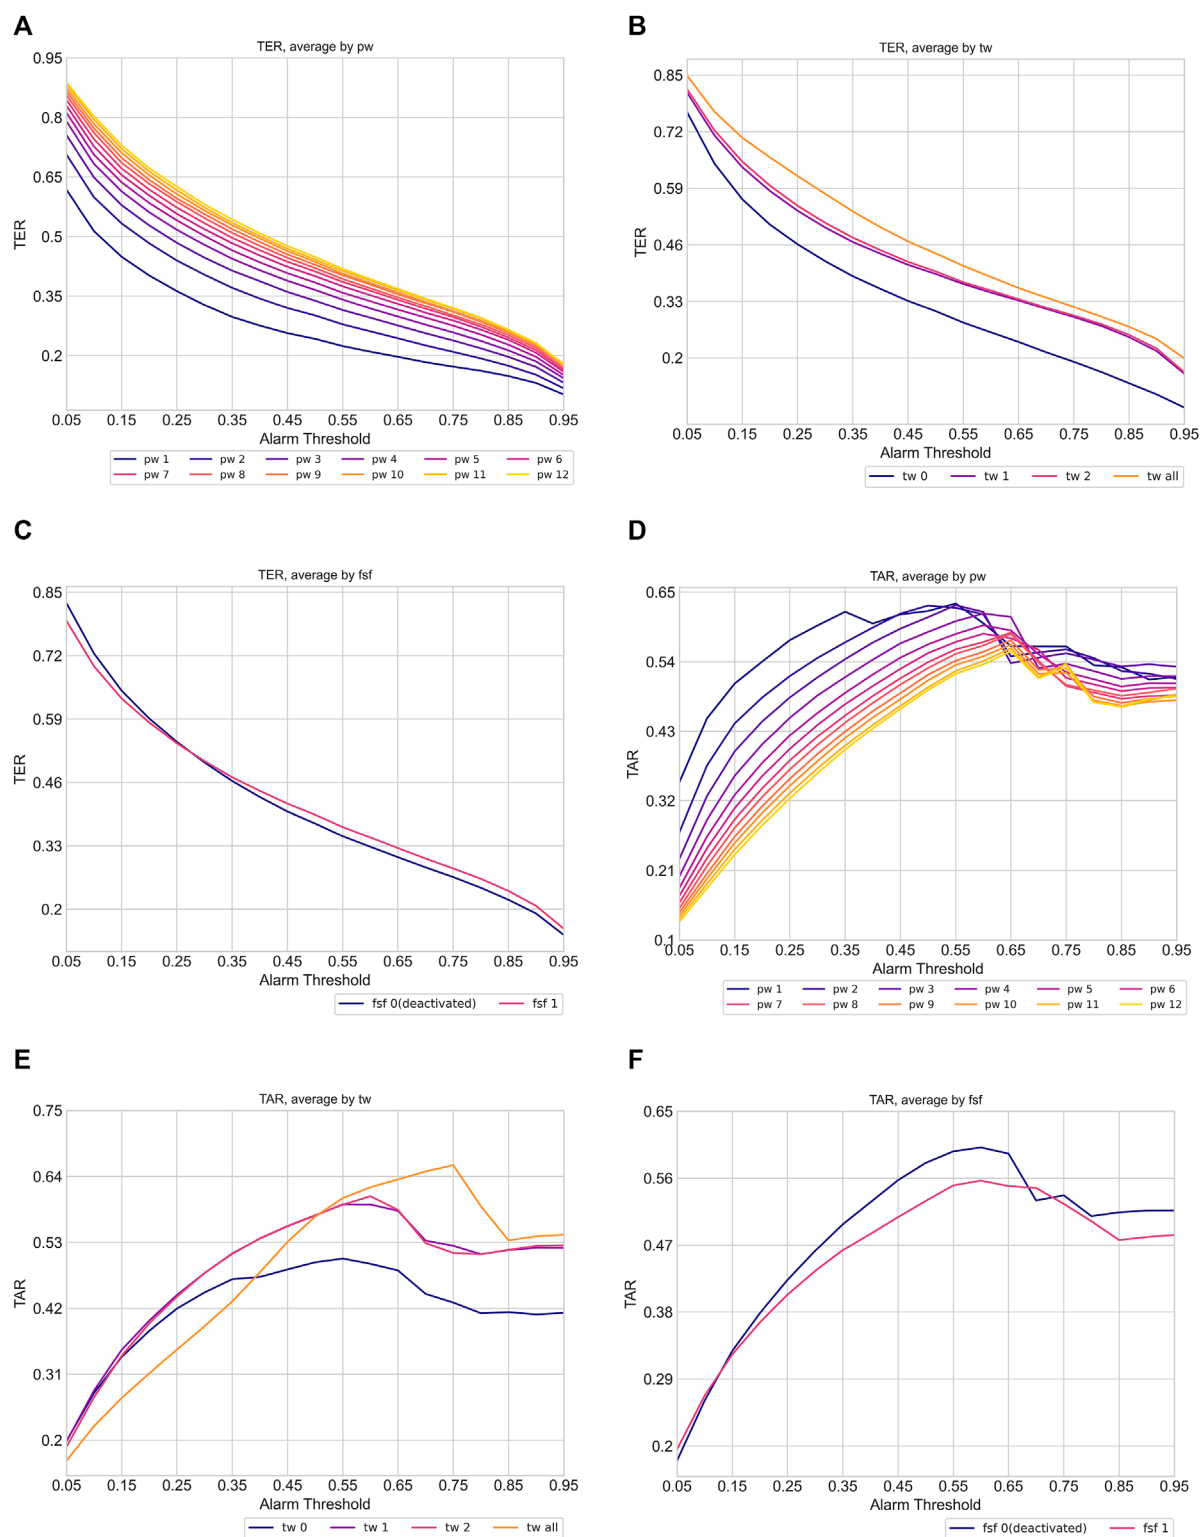 A
TER, average by pw
0.95
0.8
0.65
0.5
0.35
0.2
TER
0.05 0.15 0.25 0.35 0.45 0.55 0.65 0.75 0.85 0.95
Alarm Threshold
pw 1 pw 2 pw 3 pw 4 pw 5 pw 6
pw 7 pw 8 pw 9 pw 10 pw 11 pw 12
B
TER, average by tw
0.85
0.72
0.59
0.46
0.33
0.2
TER
0.05 0.15 0.25 0.35 0.45 0.55 0.65 0.75 0.85 0.95
Alarm Threshold
tw 0 tw 1 tw 2 tw all
C
TER, average by fsf
0.85
0.72
0.59
0.46
0.33
0.2
TER
0.05 0.15 0.25 0.35 0.45 0.55 0.65 0.75 0.85 0.95
Alarm Threshold
fsf 0(deactivated) fsf 1
D
TAR, average by pw
0.65
0.54
0.43
0.32
0.21
0.1
TAR
0.05 0.15 0.25 0.35 0.45 0.55 0.65 0.75 0.85 0.95
Alarm Threshold
pw 1 pw 2 pw 3 pw 4 pw 5 pw 6
pw 7 pw 8 pw 9 pw 10 pw 11 pw 12
E
TAR, average by tw
0.75
0.64
0.53
0.42
0.31
0.2
TAR
0.05 0.15 0.25 0.35 0.45 0.55 0.65 0.75 0.85 0.95
Alarm Threshold
tw 0 tw 1 tw 2 tw all
F
TAR, average by fsf
0.65
0.56
0.47
0.38
0.29
0.2
TAR
0.05 0.15 0.25 0.35 0.45 0.55 0.65 0.75 0.85 0.95
Alarm Threshold
fsf 0(deactivated) fsf 1